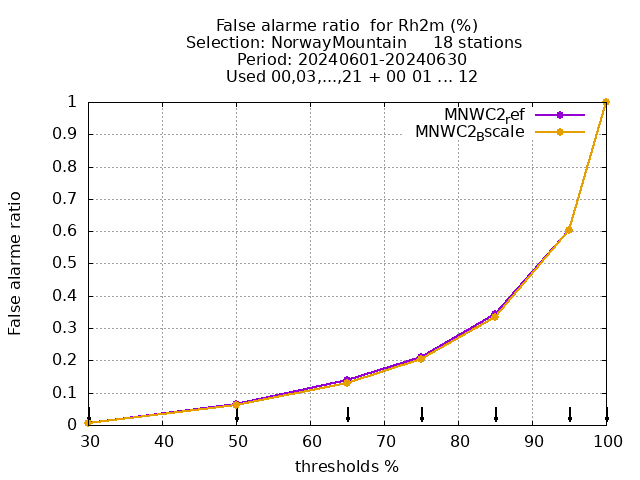 False alarme ratio  for Rh2m (%)
Selection: NorwayMountain     18 stations
Period: 20240601-20240630
Used 00,03,...,21 + 00 01 ... 12
MNWC2ref
MNWC2Bscale
1
0.9
0.8
0.7
0.6
0.5
0.4
0.3
0.2
0.1
0
False alarme ratio
30 40 50 60 70 80 90 100
thresholds %